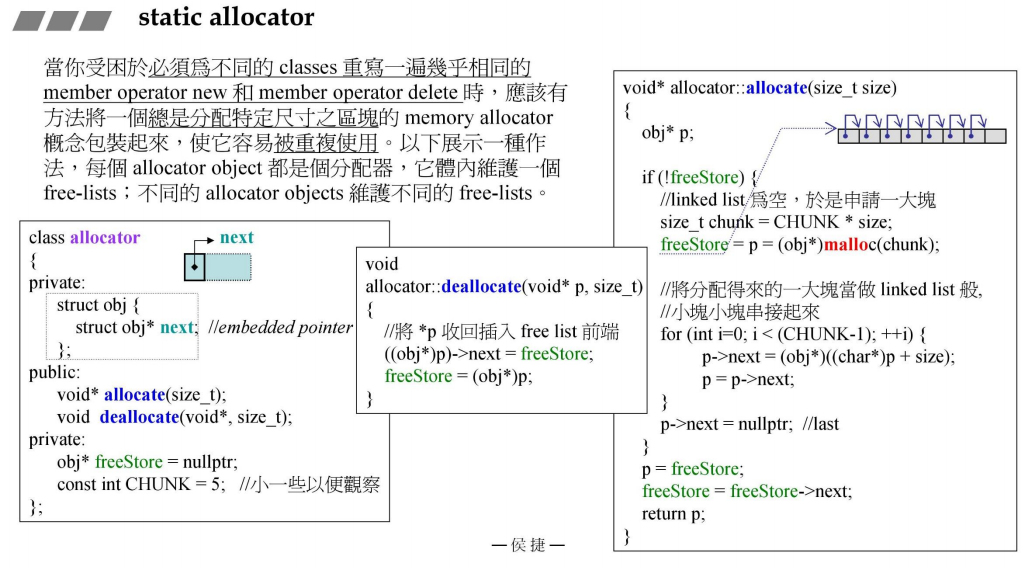 static allocator
當你受困於必須爲不同的 classes 重寫一遍幾乎相同的
member operator new 和 member operator delete 時，應該有
方法將一個總是分配特定尺寸之區塊的 memory allocator
概念包裝起來，使它容易被重複使用。以下展示一種作
法，每個 allocator object 都是個分配器，它體內維護一個
free-lists；不同的 allocator objects 維護不同的 free-lists。
class allocator
{
private:
struct obj {
struct obj* next; //embedded pointer
};
public:
void* allocate(size_t);
void deallocate(void*, size_t);
private:
obj* freeStore = nullptr;
const int CHUNK = 5; //小一些以便觀察
};
next
void
allocator::deallocate(void* p, size_t)
{
//將 *p 收回插入 free list 前端
((obj*)p)->next = freeStore;
freeStore = (obj*)p;
}
void* allocator::allocate(size_t size)
{
obj* p;
if (!freeStore) {
//linked list 爲空，於是申請一大塊
size_t chunk = CHUNK * size;
freeStore = p = (obj*)malloc(chunk);
//將分配得來的一大塊當做 linked list 般,
//小塊小塊串接起來
for (int i=0; i < (CHUNK-1); ++i) {
p->next = (obj*)((char*)p + size);
p = p->next;
}
p->next = nullptr; //last
}
p = freeStore;
freeStore = freeStore->next;
return p;
}
— 侯捷 —